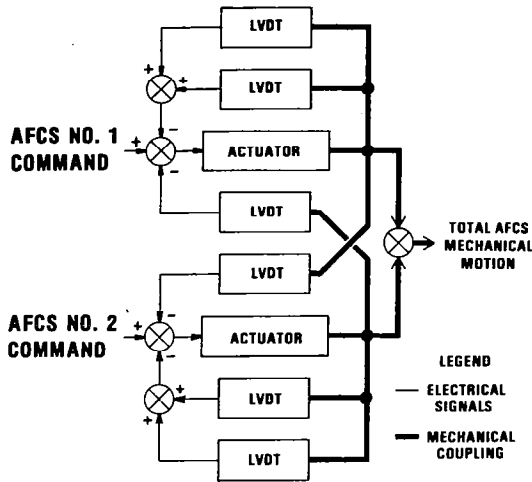 LVDT
+
+
LVDT
−
AFCS NO. 1
COMMAND
+
ACTUATOR
−
LVDT
TOTAL AFCS
MECHANICAL
MOTION
LVDT
−
AFCS NO. 2
COMMAND
+
ACTUATOR
−
+
LVDT
+
LVDT
LEGEND
ELECTRICAL
SIGNALS
MECHANICAL
COUPLING